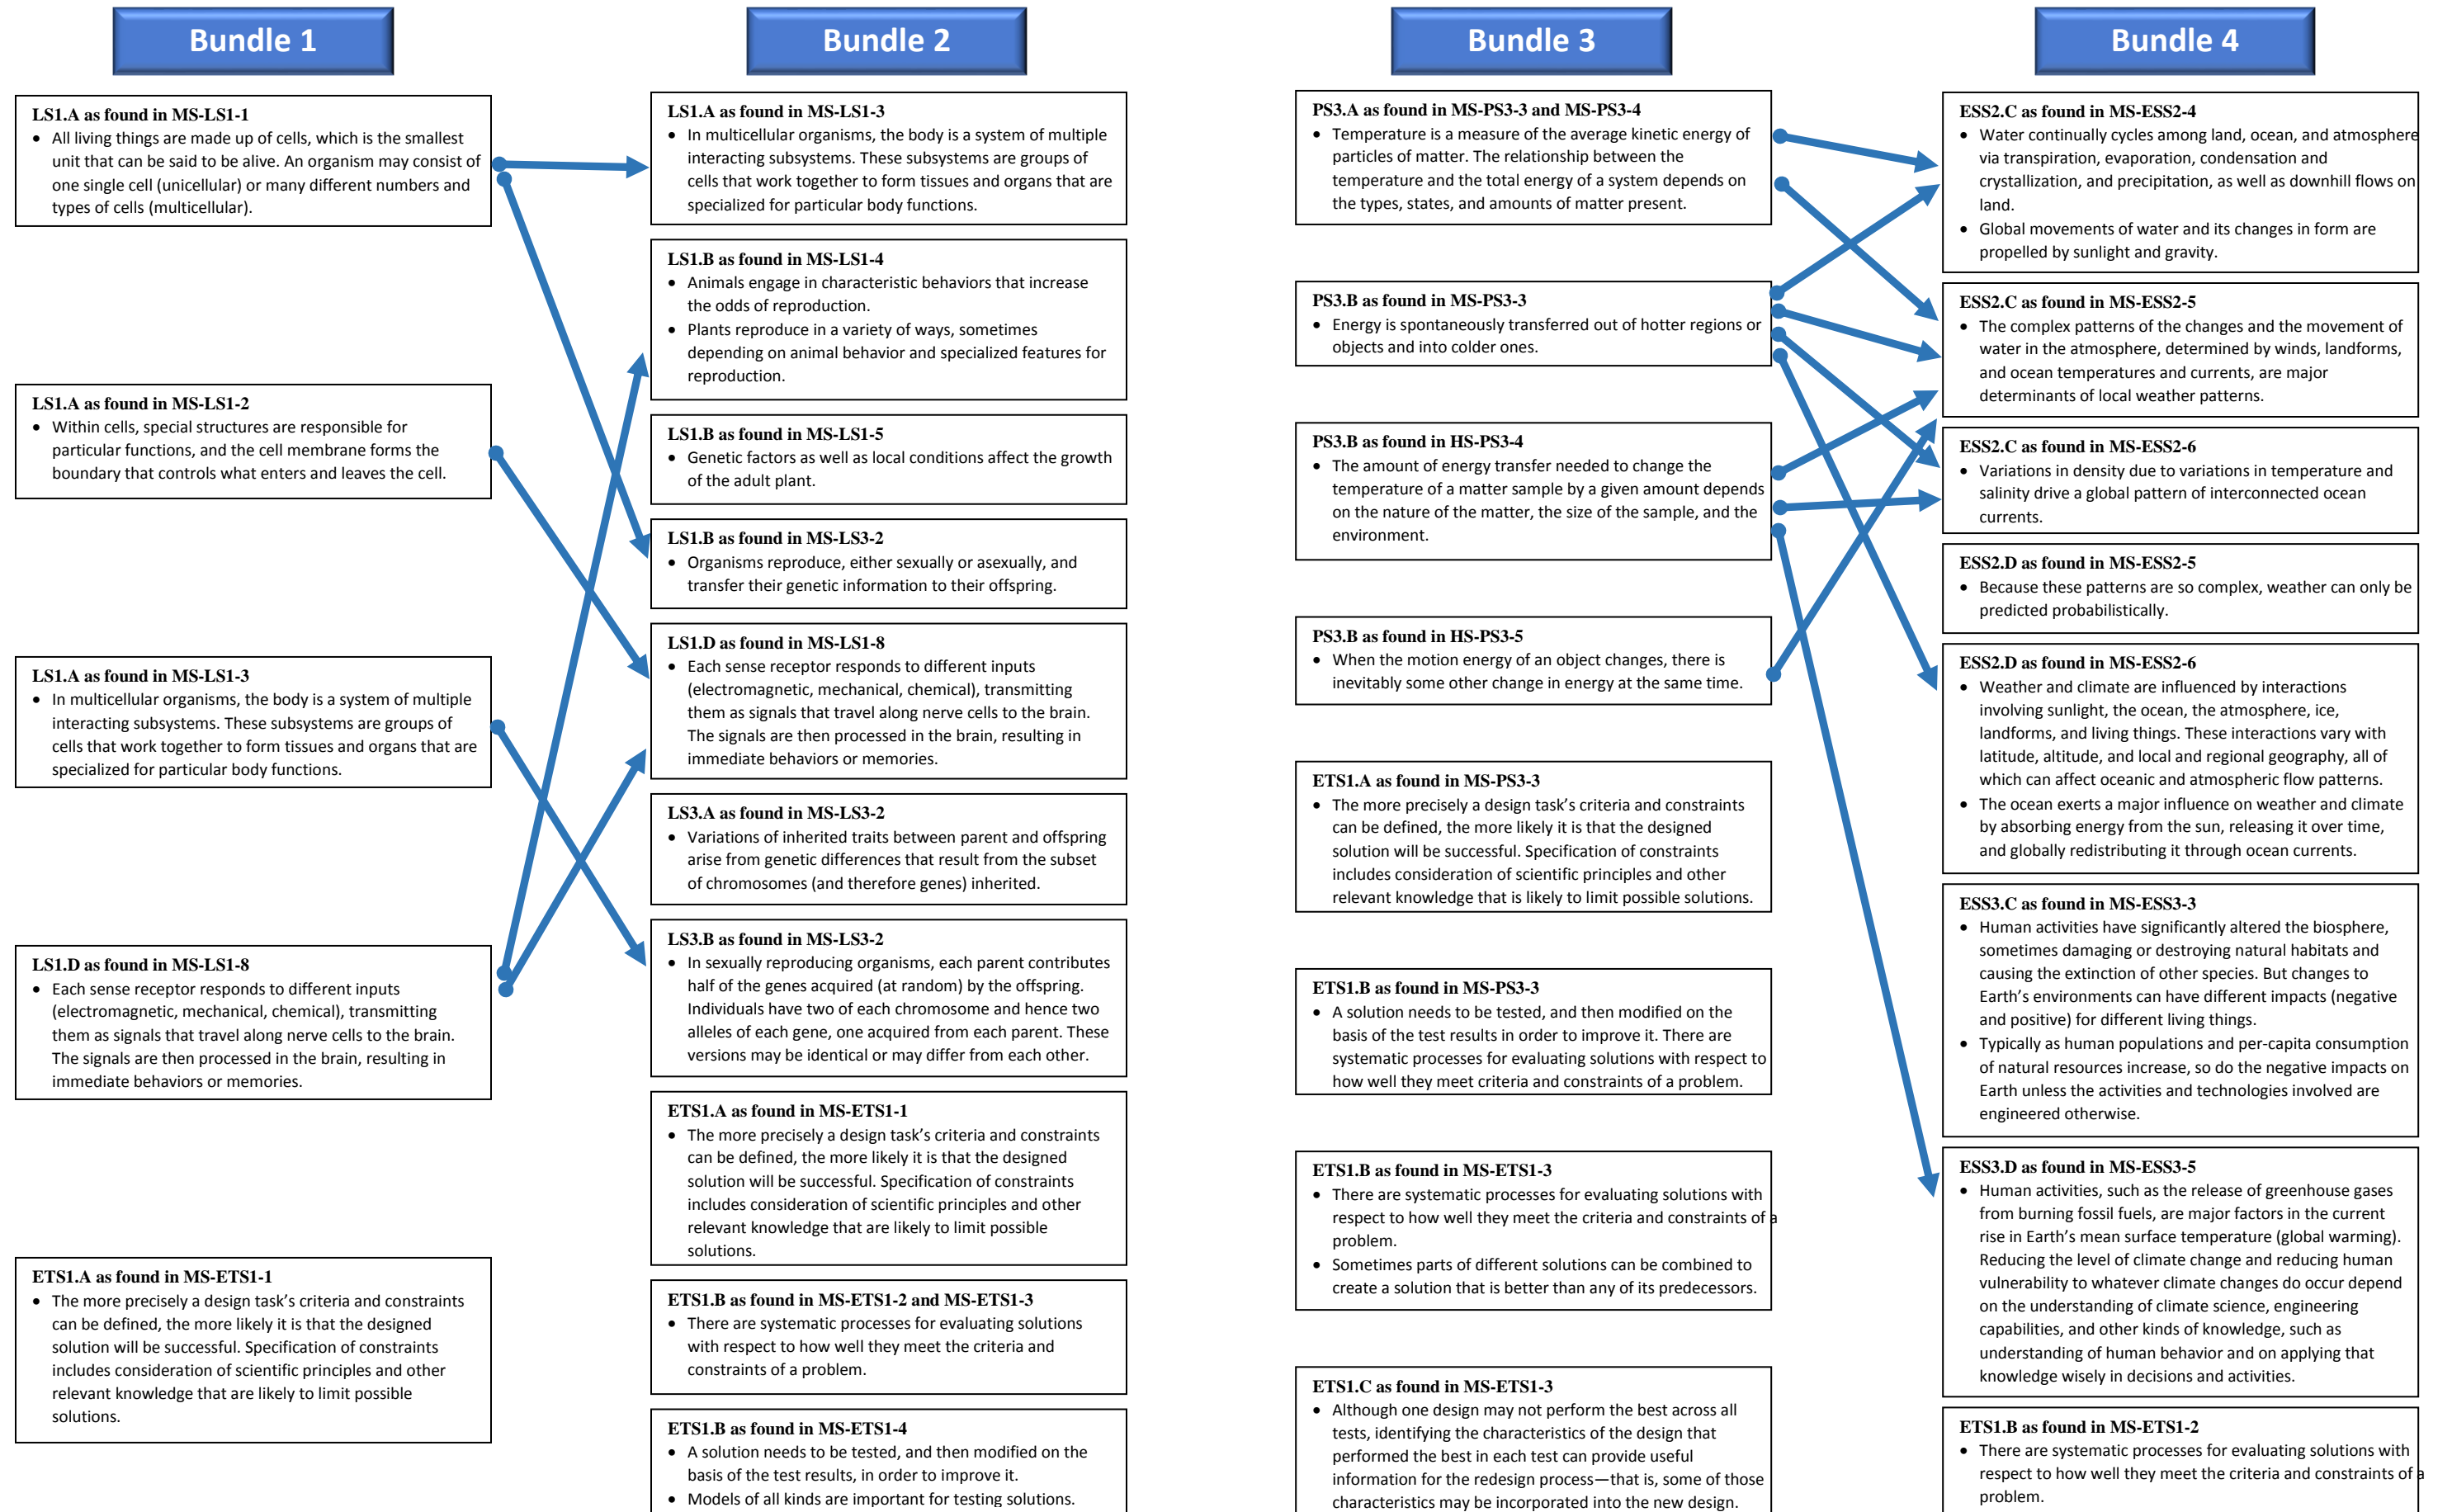 Bundle 1
LS1.A as found in MS-LS1-1
• All living things are made up of cells, which is the smallest
unit that can be said to be alive. An organism may consist of
one single cell (unicellular) or many different numbers and
types of cells (multicellular).
LS1.A as found in MS-LS1-2
• Within cells, special structures are responsible for
particular functions, and the cell membrane forms the
boundary that controls what enters and leaves the cell.
LS1.A as found in MS-LS1-3
• In multicellular organisms, the body is a system of multiple
interacting subsystems. These subsystems are groups of
cells that work together to form tissues and organs that are
specialized for particular body functions.
LS1.D as found in MS-LS1-8
• Each sense receptor responds to different inputs
(electromagnetic, mechanical, chemical), transmitting
them as signals that travel along nerve cells to the brain.
The signals are then processed in the brain, resulting in
immediate behaviors or memories.
ETS1.A as found in MS-ETS1-1
• The more precisely a design task’s criteria and constraints
can be defined, the more likely it is that the designed
solution will be successful. Specification of constraints
includes consideration of scientific principles and other
relevant knowledge that are likely to limit possible
solutions.
Bundle 2
LS1.A as found in MS-LS1-3
• In multicellular organisms, the body is a system of multiple
interacting subsystems. These subsystems are groups of
cells that work together to form tissues and organs that are
specialized for particular body functions.
LS1.B as found in MS-LS1-4
• Animals engage in characteristic behaviors that increase
the odds of reproduction.
• Plants reproduce in a variety of ways, sometimes
depending on animal behavior and specialized features for
reproduction.
LS1.B as found in MS-LS1-5
• Genetic factors as well as local conditions affect the growth
of the adult plant.
LS1.B as found in MS-LS3-2
• Organisms reproduce, either sexually or asexually, and
transfer their genetic information to their offspring.
LS1.D as found in MS-LS1-8
• Each sense receptor responds to different inputs
(electromagnetic, mechanical, chemical), transmitting
them as signals that travel along nerve cells to the brain.
The signals are then processed in the brain, resulting in
immediate behaviors or memories.
LS3.A as found in MS-LS3-2
• Variations of inherited traits between parent and offspring
arise from genetic differences that result from the subset
of chromosomes (and therefore genes) inherited.
LS3.B as found in MS-LS3-2
• In sexually reproducing organisms, each parent contributes
half of the genes acquired (at random) by the offspring.
Individuals have two of each chromosome and hence two
alleles of each gene, one acquired from each parent. These
versions may be identical or may differ from each other.
ETS1.A as found in MS-ETS1-1
• The more precisely a design task’s criteria and constraints
can be defined, the more likely it is that the designed
solution will be successful. Specification of constraints
includes consideration of scientific principles and other
relevant knowledge that are likely to limit possible
solutions.
ETS1.B as found in MS-ETS1-2 and MS-ETS1-3
• There are systematic processes for evaluating solutions
with respect to how well they meet the criteria and
constraints of a problem.
ETS1.B as found in MS-ETS1-4
• A solution needs to be tested, and then modified on the
basis of the test results, in order to improve it.
• Models of all kinds are important for testing solutions.
Bundle 3
PS3.A as found in MS-PS3-3 and MS-PS3-4
• Temperature is a measure of the average kinetic energy of
particles of matter. The relationship between the
temperature and the total energy of a system depends on
the types, states, and amounts of matter present.
PS3.B as found in MS-PS3-3
• Energy is spontaneously transferred out of hotter regions or
objects and into colder ones.
PS3.B as found in HS-PS3-4
• The amount of energy transfer needed to change the
temperature of a matter sample by a given amount depends
on the nature of the matter, the size of the sample, and the
environment.
PS3.B as found in HS-PS3-5
• When the motion energy of an object changes, there is
inevitably some other change in energy at the same time.
ETS1.A as found in MS-PS3-3
• The more precisely a design task’s criteria and constraints
can be defined, the more likely it is that the designed
solution will be successful. Specification of constraints
includes consideration of scientific principles and other
relevant knowledge that is likely to limit possible solutions.
ETS1.B as found in MS-PS3-3
• A solution needs to be tested, and then modified on the
basis of the test results in order to improve it. There are
systematic processes for evaluating solutions with respect to
how well they meet criteria and constraints of a problem.
ETS1.B as found in MS-ETS1-3
• There are systematic processes for evaluating solutions with
respect to how well they meet the criteria and constraints of a
problem.
• Sometimes parts of different solutions can be combined to
create a solution that is better than any of its predecessors.
ETS1.C as found in MS-ETS1-3
• Although one design may not perform the best across all
tests, identifying the characteristics of the design that
performed the best in each test can provide useful
information for the redesign process—that is, some of those
characteristics may be incorporated into the new design.
Bundle 4
ESS2.C as found in MS-ESS2-4
• Water continually cycles among land, ocean, and atmosphere
via transpiration, evaporation, condensation and
crystallization, and precipitation, as well as downhill flows on
land.
• Global movements of water and its changes in form are
propelled by sunlight and gravity.
ESS2.C as found in MS-ESS2-5
• The complex patterns of the changes and the movement of
water in the atmosphere, determined by winds, landforms,
and ocean temperatures and currents, are major
determinants of local weather patterns.
ESS2.C as found in MS-ESS2-6
• Variations in density due to variations in temperature and
salinity drive a global pattern of interconnected ocean
currents.
ESS2.D as found in MS-ESS2-5
• Because these patterns are so complex, weather can only be
predicted probabilistically.
ESS2.D as found in MS-ESS2-6
• Weather and climate are influenced by interactions
involving sunlight, the ocean, the atmosphere, ice,
landforms, and living things. These interactions vary with
latitude, altitude, and local and regional geography, all of
which can affect oceanic and atmospheric flow patterns.
• The ocean exerts a major influence on weather and climate
by absorbing energy from the sun, releasing it over time,
and globally redistributing it through ocean currents.
ESS3.C as found in MS-ESS3-3
• Human activities have significantly altered the biosphere,
sometimes damaging or destroying natural habitats and
causing the extinction of other species. But changes to
Earth’s environments can have different impacts (negative
and positive) for different living things.
• Typically as human populations and per-capita consumption
of natural resources increase, so do the negative impacts on
Earth unless the activities and technologies involved are
engineered otherwise.
ESS3.D as found in MS-ESS3-5
• Human activities, such as the release of greenhouse gases
from burning fossil fuels, are major factors in the current
rise in Earth’s mean surface temperature (global warming).
Reducing the level of climate change and reducing human
vulnerability to whatever climate changes do occur depend
on the understanding of climate science, engineering
capabilities, and other kinds of knowledge, such as
understanding of human behavior and on applying that
knowledge wisely in decisions and activities.
ETS1.B as found in MS-ETS1-2
• There are systematic processes for evaluating solutions with
respect to how well they meet the criteria and constraints of a
problem.